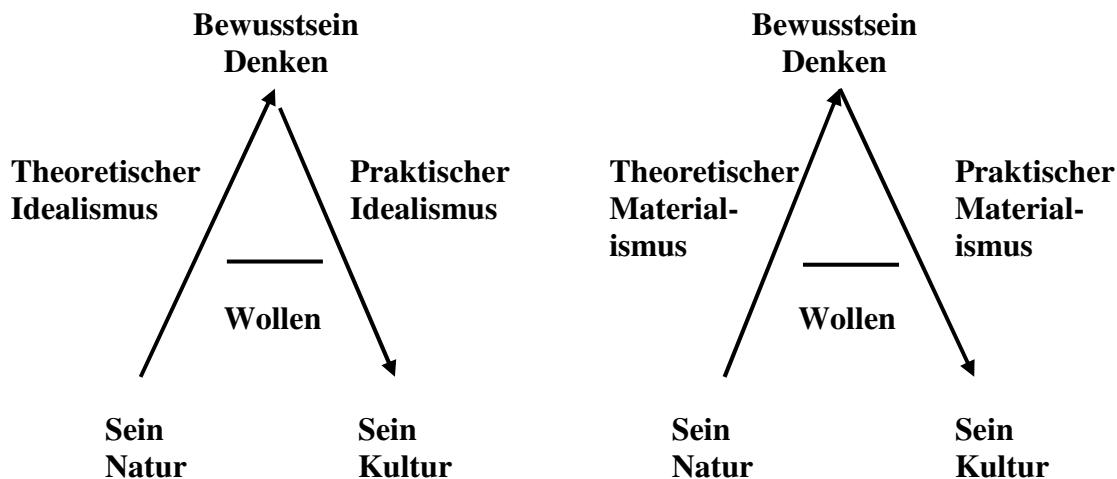 Bewusstsein
Denken
Theoretischer
Idealismus
Praktischer
Idealismus
Wollen
Sein
Natur
Sein
Kultur
Bewusstsein
Denken
Theoretischer
Material-
ismus
Praktischer
Material-
ismus
Wollen
Sein
Natur
Sein
Kultur